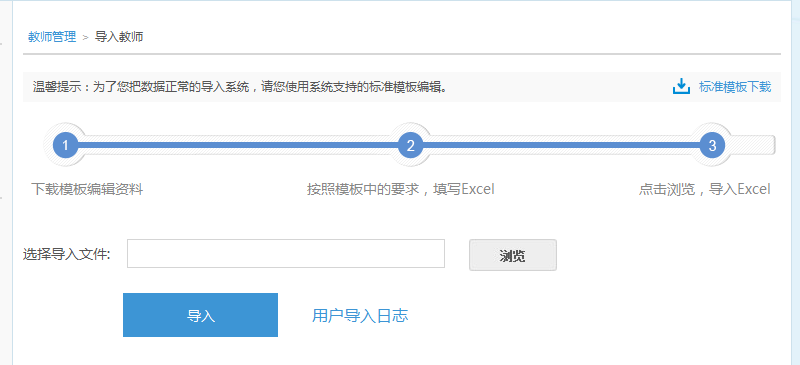 教师管理 > 导入教师
温馨提示：为了您把数据正常的导入系统，请您使用系统支持的标准模板编辑。 标准模板下载
1 2 3
下载模板编辑资料 按照模板中的要求，填写Excel 点击浏览，导入Excel
选择导入文件: 浏览
导入 用户导入日志